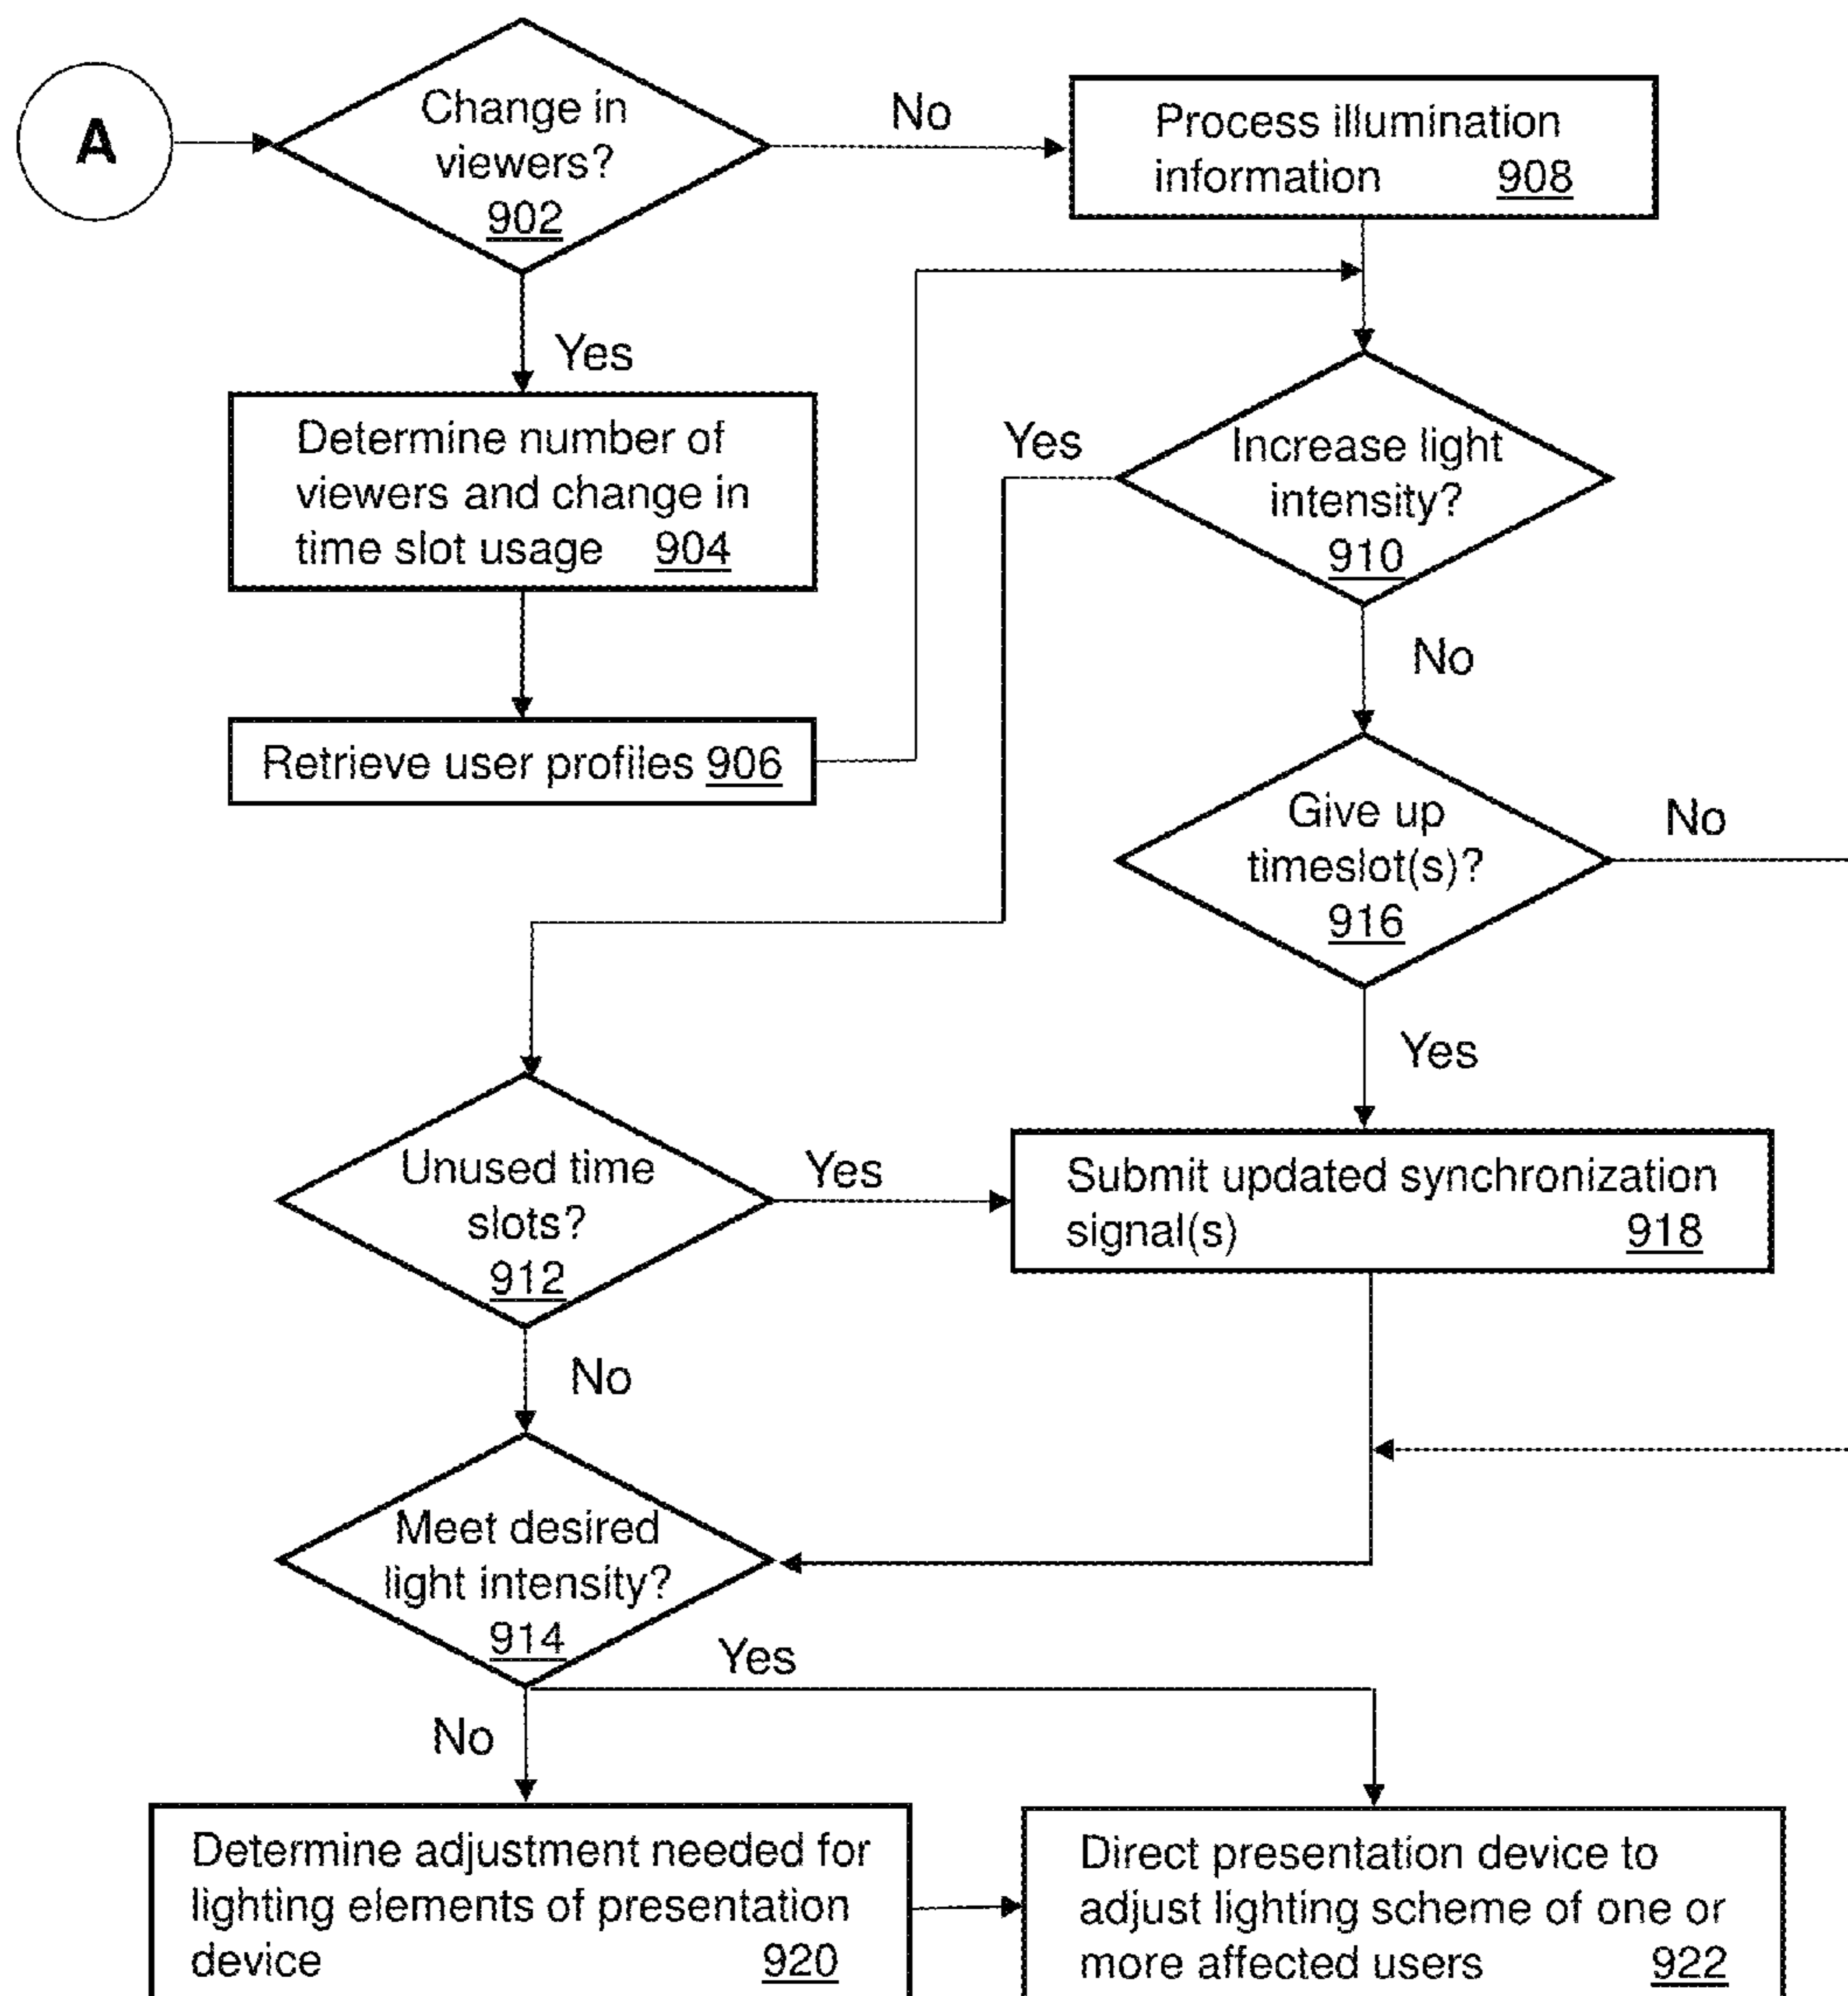 A
Change in
viewers?
902
No
Process illumination
information 908
Yes
Determine number of
viewers and change in
time slot usage 904
Yes
Increase light
intensity?
910
No
Retrieve user profiles 906
Give up
timeslot(s)?
916
No
Yes
Unused time
slots?
912
Yes
Submit updated synchronization
signal(s) 918
No
Meet desired
light intensity?
914
Yes
No
Determine adjustment needed for
lighting elements of presentation
device 920
Direct presentation device to
adjust lighting scheme of one or
more affected users 922